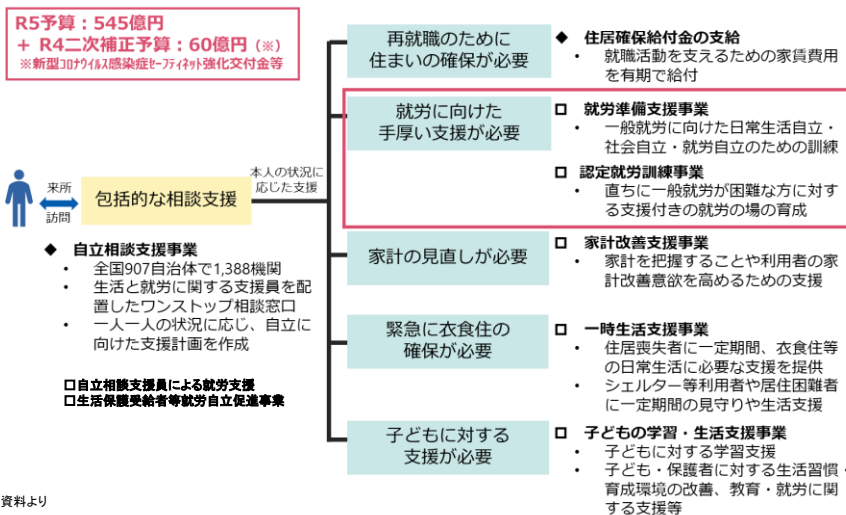 R5予算：545億円
+ R4二次補正予算：60億円（※）
※新型コロナウイルス感染症セーフティネット強化交付金等
来所
訪問
包括的な相談支援
本人の状況に
応じた支援
◆ 自立相談支援事業
• 全国907自治体で1,388機関
• 生活と就労に関する支援員を配
置したワンストップ相談窓口
• 一人一人の状況に応じ、自立に
向けた支援計画を作成
□自立相談支援員による就労支援
□生活保護受給者等就労自立促進事業
再就職のために
住まいの確保が必要
◆ 住居確保給付金の支給
• 就職活動を支えるための家賃費用
を有期で給付
就労に向けた
手厚い支援が必要
□ 就労準備支援事業
• 一般就労に向けた日常生活自立・
社会自立・就労自立のための訓練
□ 認定就労訓練事業
• 直ちに一般就労が困難な方に対す
る支援付きの就労の場の育成
家計の見直しが必要
□ 家計改善支援事業
• 家計を把握することや利用者の家
計改善意欲を高めるための支援
緊急に衣食住の
確保が必要
□ 一時生活支援事業
• 住居喪失者に一定期間、衣食住等
の日常生活に必要な支援を提供
• シェルター等利用者や居住困難者
に一定期間の見守りや生活支援
子どもに対する
支援が必要
□ 子どもの学習・生活支援事業
• 子どもに対する学習支援
• 子ども・保護者に対する生活習慣・
育成環境の改善、教育・就労に関
する支援等
資料より